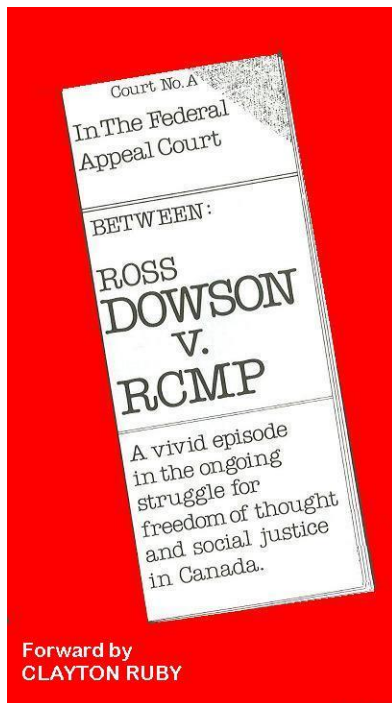 Court No. A
In The Federal
Appeal Court
BETWEEN:
ROSS
DOWSON
v.
RCMP
A vivid episode
in the ongoing
struggle for
freedom of thought
and social justice
in Canada.
Forward by
CLAYTON RUBY